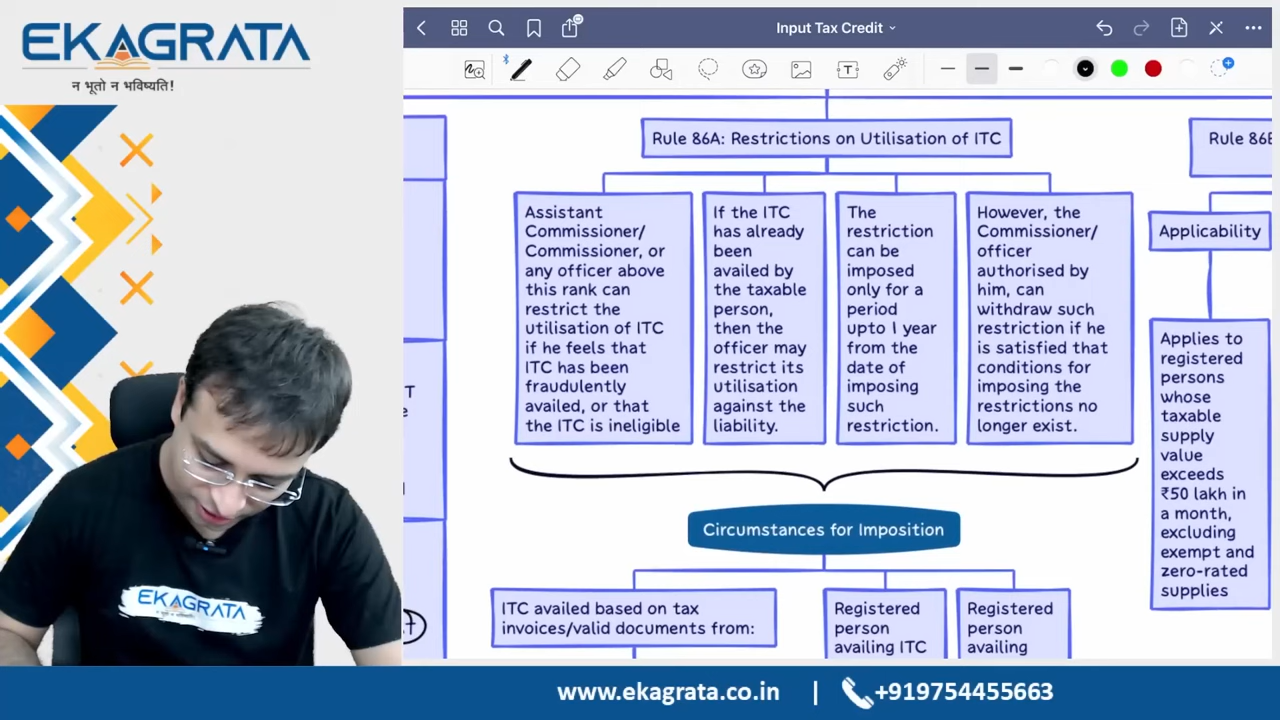 EKAGRATA
न भूतो न भविष्यति!
Input Tax Credit
T
Rule 86A: Restrictions on Utilisation of ITC
Assistant
Commissioner/
Commissioner, or
any officer above
this rank can
restrict the
utilisation of ITC
if he feels that
ITC has been
fraudulently
availed, or that
the ITC is ineligible
If the ITC
has already
been
availed by
the taxable
person,
then the
officer may
restrict its
utilisation
against the
liability.
The
restriction
can be
imposed
only for a
period
upto 1 year
from the
date of
imposing
such
restriction.
However, the
Commissioner/
officer
authorised by
him, can
withdraw such
restriction if he
is satisfied that
conditions for
imposing the
restrictions no
longer exist.
Circumstances for Imposition
ITC availed based on tax
invoices/valid documents from:
Registered
person
availing ITC
Registered
person
availing
Rule 86B
Applicability
Applies to
registered
persons
whose
taxable
supply
value
exceeds
₹50 lakh in
a month,
excluding
exempt and
zero-rated
supplies
EKAGRATA
www.ekagrata.co.in | +919754455663